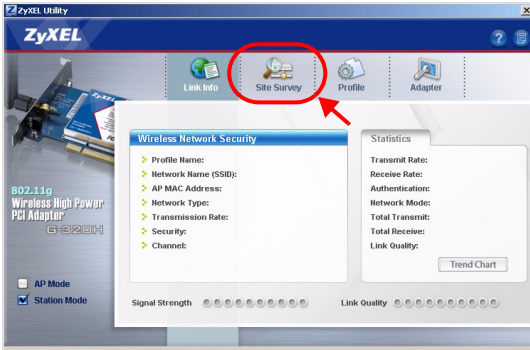 ZyXEL Utility
ZyXEL
Link Info
Site Survey
Profile
Adapter
ZyXEL
802.11g
Wireless High Power
PCI Adapter
G-320H
AP Mode
Station Mode
Wireless Network Security
Profile Name:
Network Name (SSID):
AP MAC Address:
Network Type:
Transmission Rate:
Security:
Channel:
Statistics
Transmit Rate:
Receive Rate:
Authentication:
Network Mode:
Total Transmit:
Total Receive:
Link Quality:
Trend Chart
Signal Strength
Link Quality